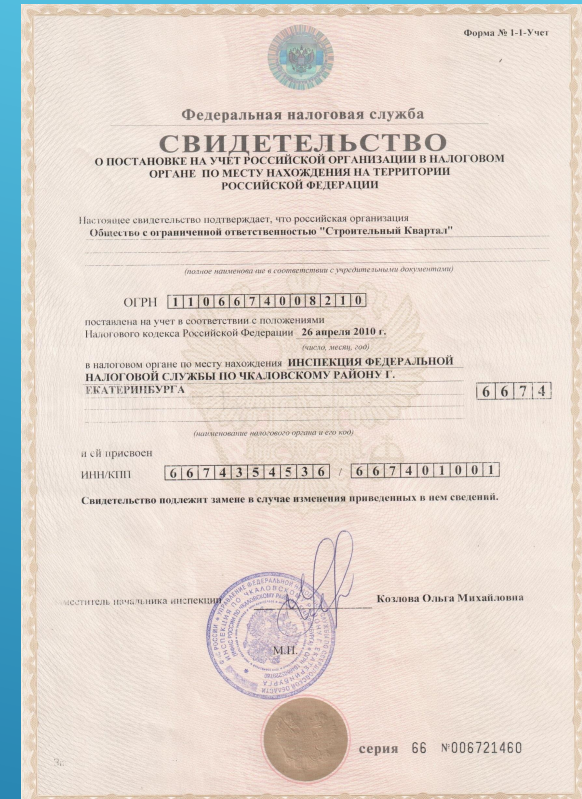 Форма № 1-1-Учет
Федеральная налоговая служба
СВИДЕТЕЛЬСТВО
О ПОСТАНОВКЕ НА УЧЕТ РОССИЙСКОЙ ОРГАНИЗАЦИИ В НАЛОГОВОМ
ОРГАНЕ ПО МЕСТУ НАХОЖДЕНИЯ НА ТЕРРИТОРИИ
РОССИЙСКОЙ ФЕДЕРАЦИИ
Настоящее свидетельство подтверждает, что российская организация
Общество с ограниченной ответственностью "Строительный Квартал"
(полное наименование в соответствии с учредительными документами)
ОГРН 1106674008210
поставлена на учет в соответствии с положениями
Налогового кодекса Российской Федерации 26 апреля 2010 г.
(число, месяц, год)
в налоговом органе по месту нахождения ИНСПЕКЦИЯ ФЕДЕРАЛЬНОЙ
НАЛОГОВОЙ СЛУЖБЫ ПО ЧКАЛОВСКОМУ РАЙОНУ Г.
ЕКАТЕРИНБУРГА 6674
(наименование налогового органа и его код)
и ей присвоен
ИНН/КПП 6674354536 / 667401001
Свидетельство подлежит замене в случае изменения приведенных в нем сведений.
заместитель начальника инспекции Козлова Ольга Михайловна
М.П.
серия 66 №006721460